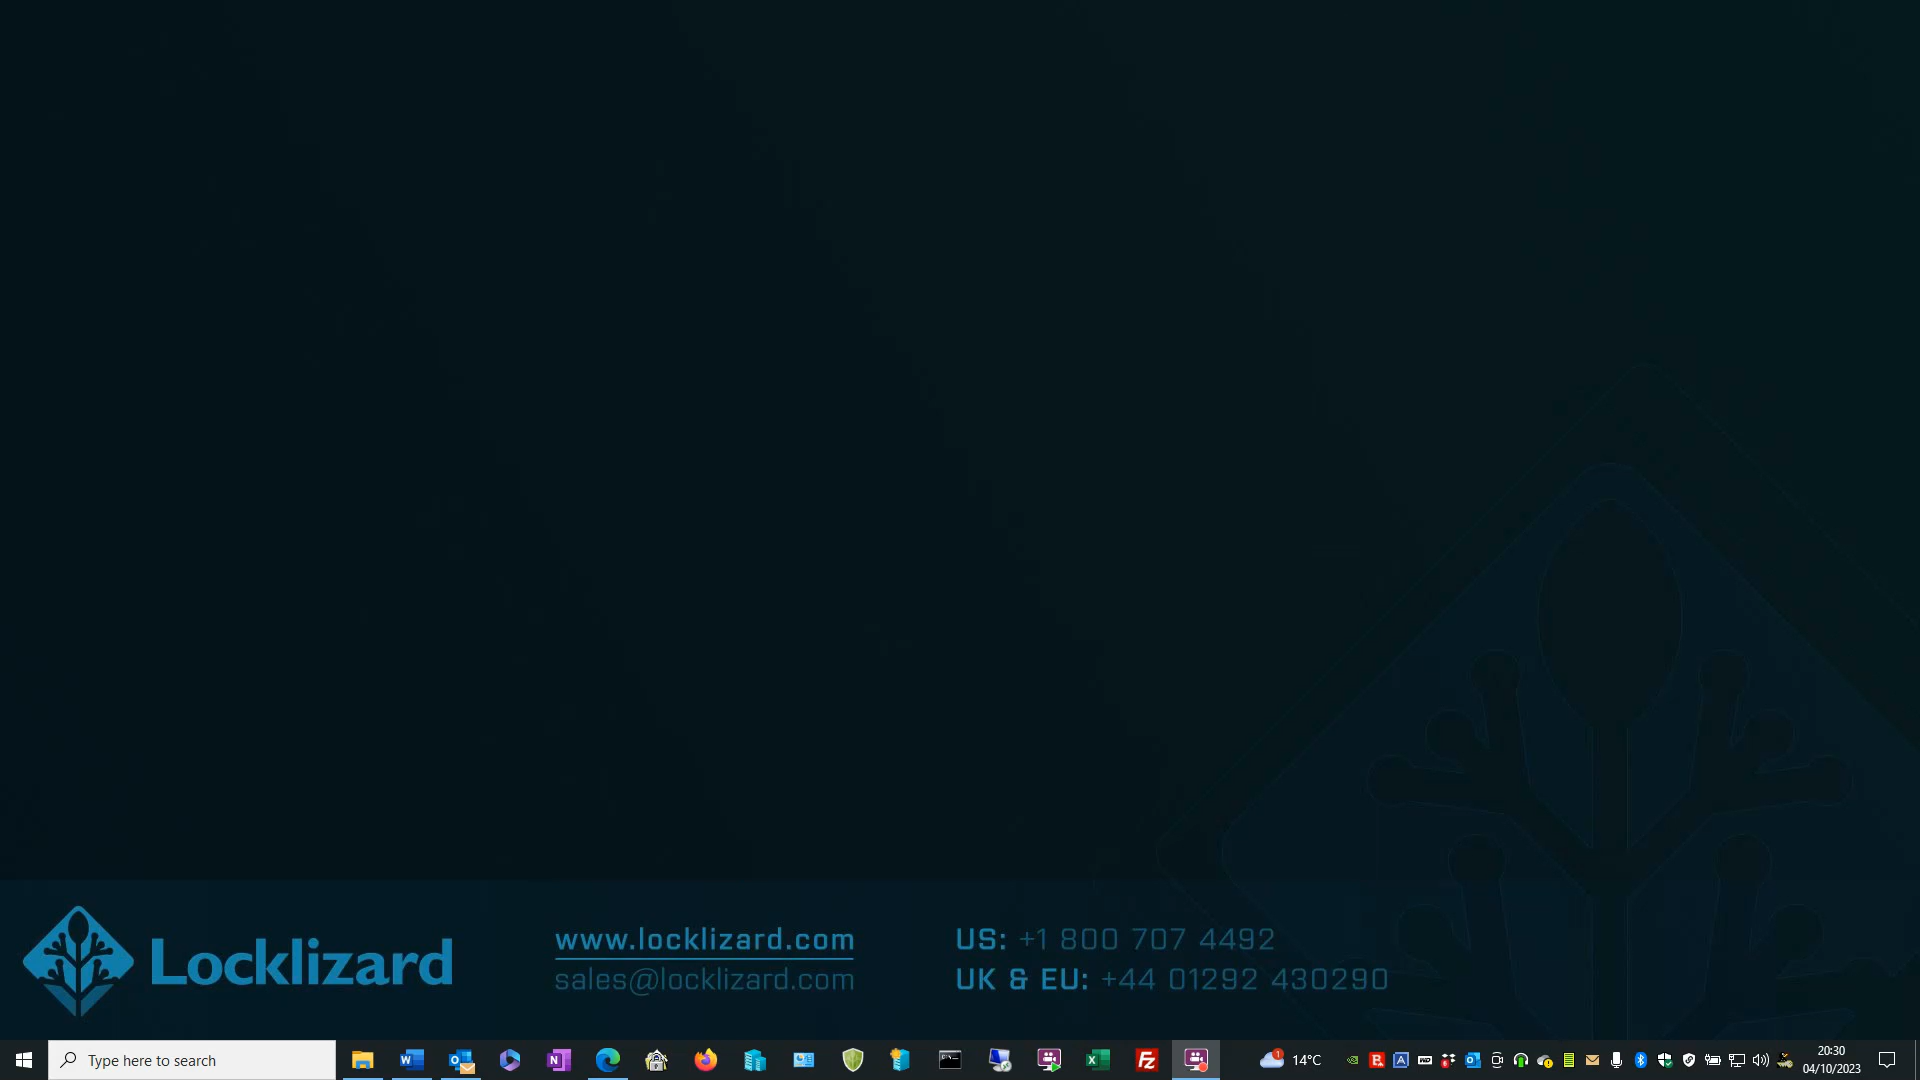 Locklizard
www.locklizard.com
sales@locklizard.com
US: +1 800 707 4492
UK & EU: +44 01292 430290
Type here to search
14°C
20:30
04/10/2023